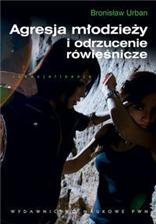 Bronisław Urban
Agresja młodzieży
i odrzucenie
rówieśnicze
WYDAWNICTWO NAUKOWE PWN